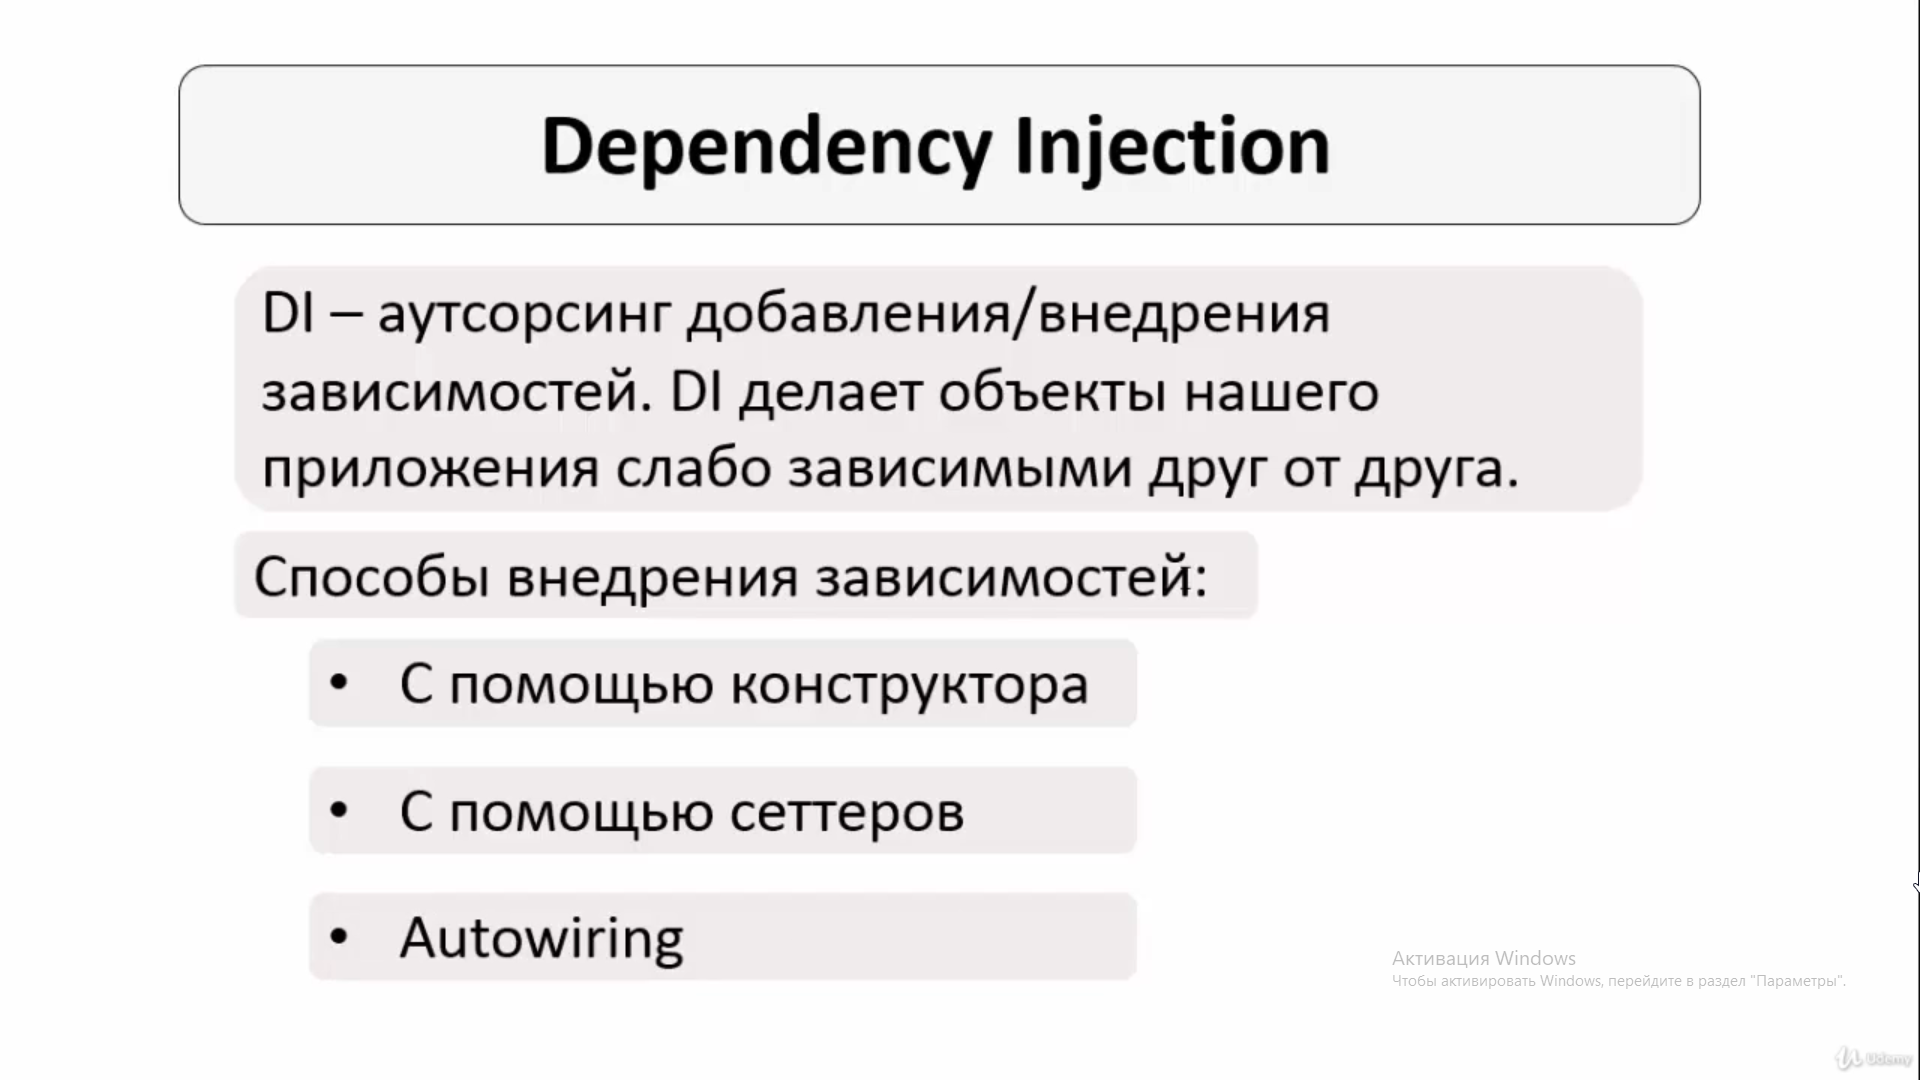 Dependency Injection
DI – аутсорсинг добавления/внедрения
зависимостей. DI делает объекты нашего
приложения слабо зависимыми друг от друга.
Способы внедрения зависимостей:
• С помощью конструктора
• С помощью сеттеров
• Autowiring
Активация Windows
Чтобы активировать Windows, перейдите в раздел "Параметры".
Udemy